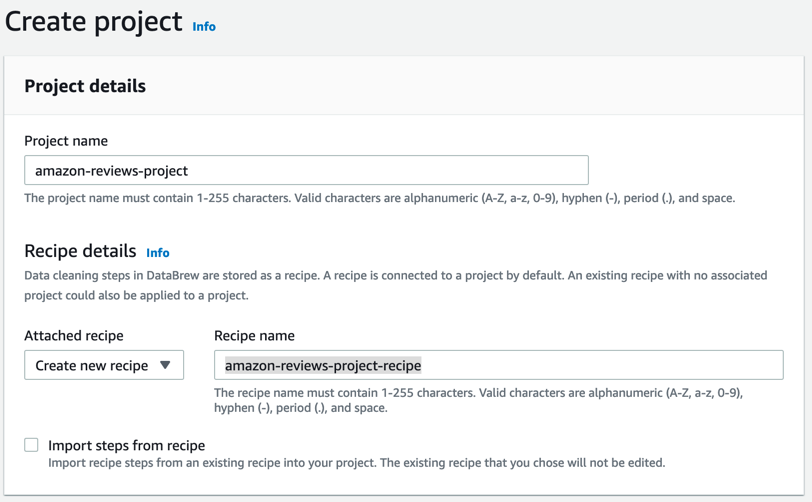 Create project Info
Project details
Project name
amazon-reviews-project
The project name must contain 1-255 characters. Valid characters are alphanumeric (A-Z, a-z, 0-9), hyphen (-), period (.), and space.
Recipe details Info
Data cleaning steps in DataBrew are stored as a recipe. A recipe is connected to a project by default. An existing recipe with no associated
project could also be applied to a project.
Attached recipe
Recipe name
Create new recipe
amazon-reviews-project-recipe
The recipe name must contain 1-255 characters. Valid characters are alphanumeric (A-Z, a-z, 0-9),
hyphen (-), period (.), and space.
Import steps from recipe
Import recipe steps from an existing recipe into your project. The existing recipe that you chose will not be edited.